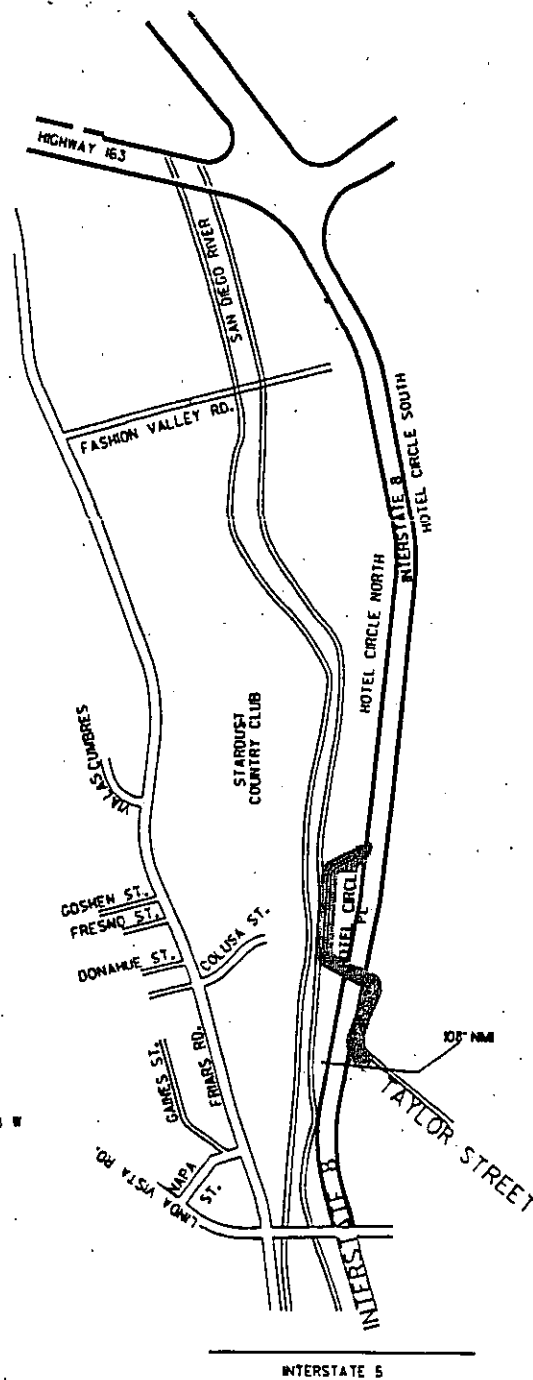 HIGHWAY 163
SAN DIEGO RIVER
FASHION VALLEY RD.
INTERSTATE 8
HOTEL CIRCLE SOUTH
HOTEL CIRCLE NORTH
STARDUST
COUNTRY CLUB
VIA LAS CUMBRES
GOSHEN ST.
FRESNO ST.
DONAHUE ST.
COLUSA ST.
HOTEL CIRCLE
PL
FRIARS RD.
GAINES ST.
NAPA
ST.
LINDA VISTA RD.
108" NMI
TAYLOR STREET
INTERSTATE 8
W
INTERSTATE 5